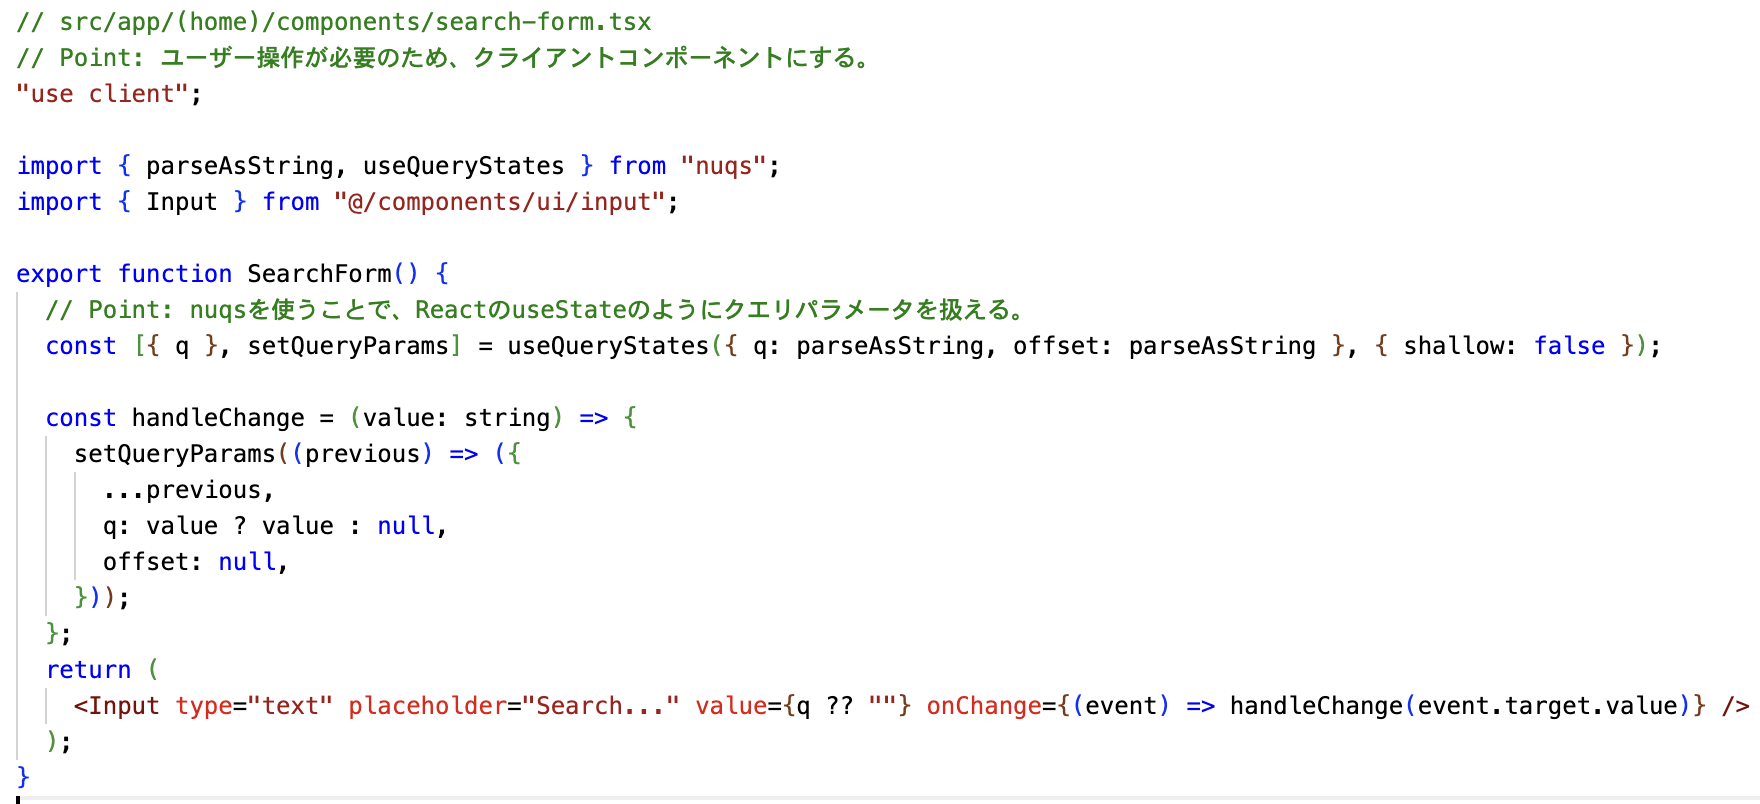 // src/app/(home)/components/search-form.tsx
// Point: ユーザー操作が必要のため、クライアントコンポーネントにする。
"use client";
import { parseAsString, useQueryStates } from "nuqs";
import { Input } from "@/components/ui/input";
export function SearchForm() {
  // Point: nuqsを使うことで、ReactのuseStateのようにクエリパラメータを扱える。
  const [{ q }, setQueryParams] = useQueryStates({ q: parseAsString, offset: parseAsString }, { shallow: false });
  const handleChange = (value: string) => {
    setQueryParams((previous) => ({
      ...previous,
      q: value ? value : null,
      offset: null,
    }));
  };
  return (
    <Input type="text" placeholder="Search..." value={q ?? ""} onChange={(event) => handleChange(event.target.value)} />
  );
}